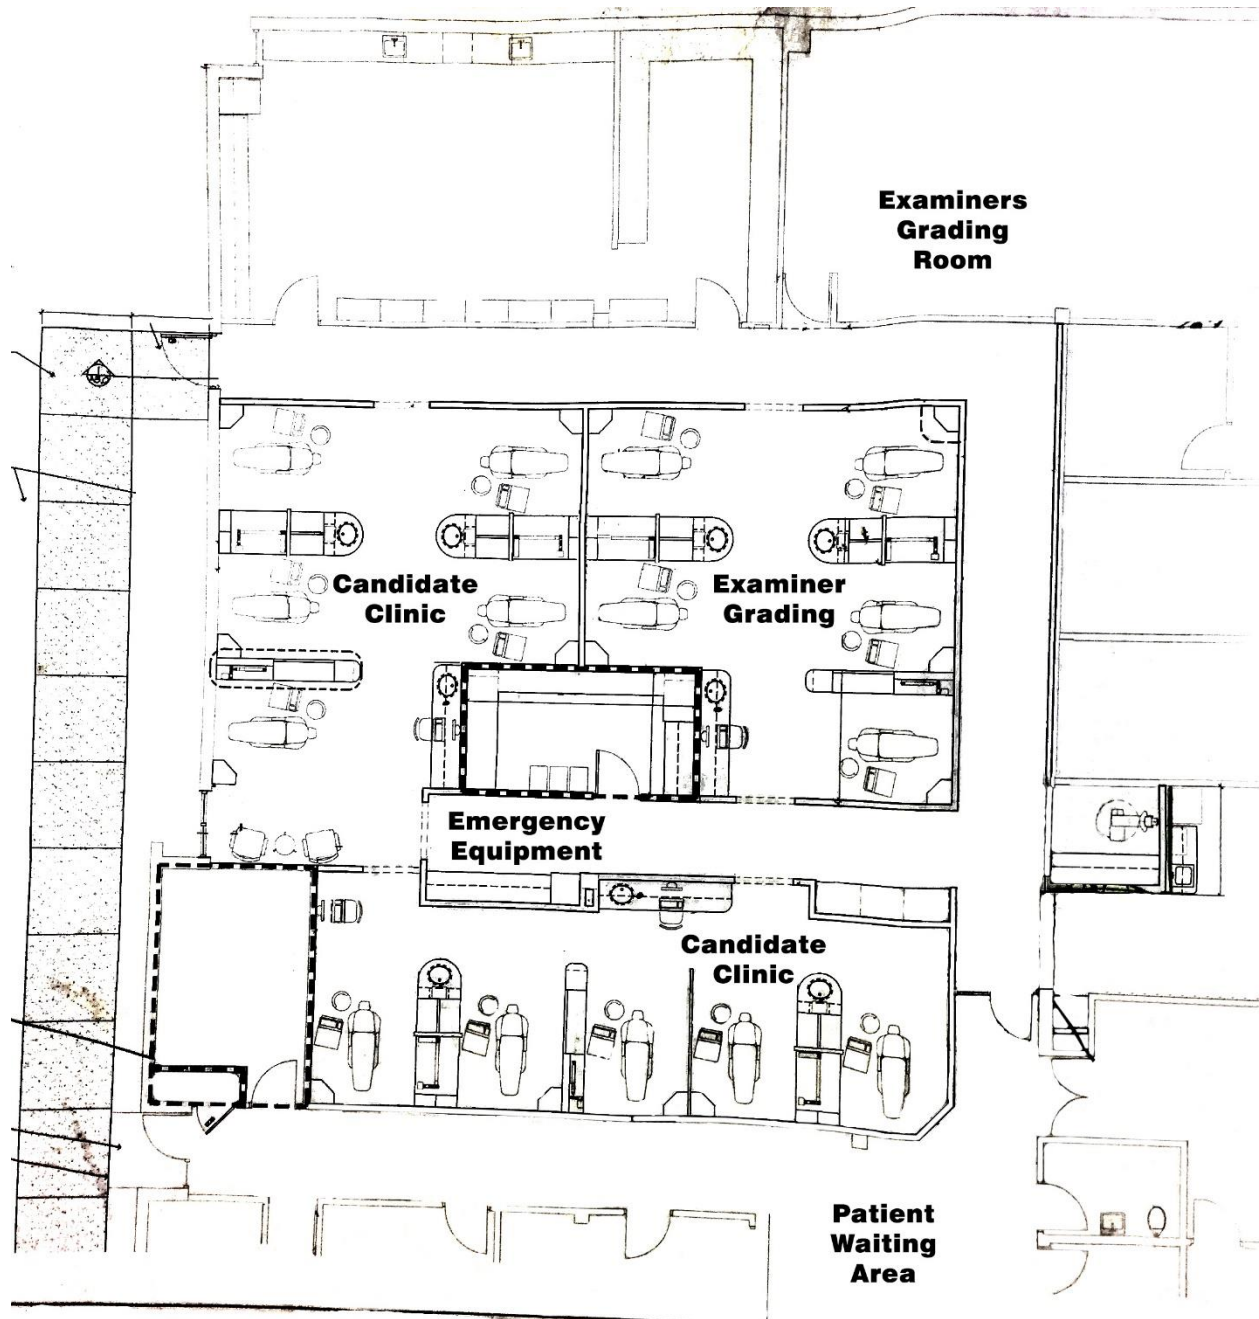 Examiners
Grading
Room
Candidate
Clinic
Examiner
Grading
Emergency
Equipment
Candidate
Clinic
Patient
Waiting
Area